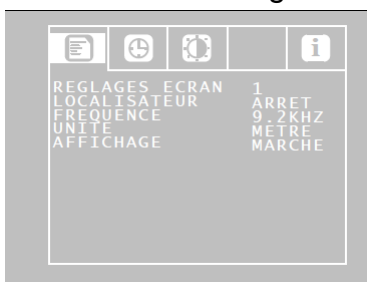 REGLAGES ECRAN 1
LOCALISATEUR ARRET
FREQUENCE 9.2KHZ
UNITE METRE
AFFICHAGE MARCHE